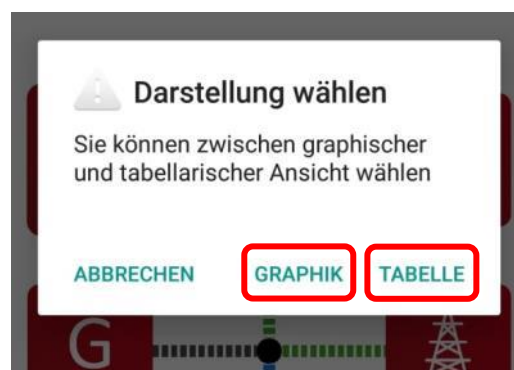 Darstellung wählen
Sie können zwischen graphischer
und tabellarischer Ansicht wählen
ABBRECHEN GRAPHIK TABELLE
G